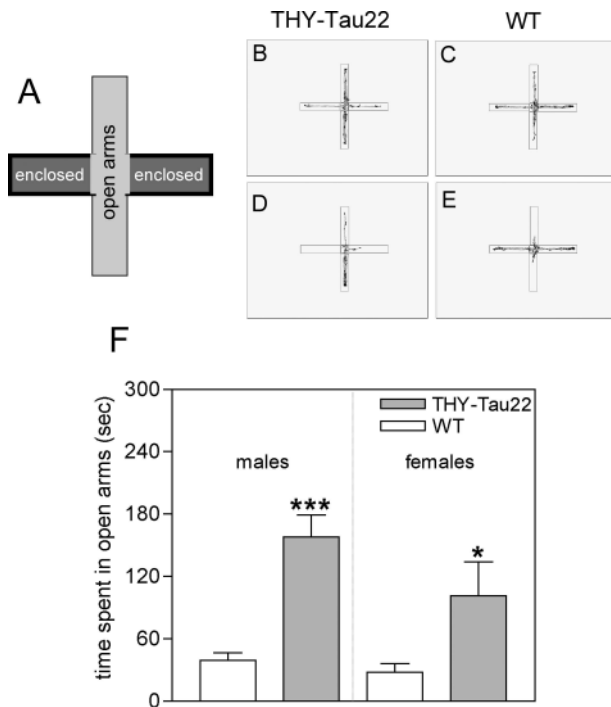 THY-Tau22 WT
A
enclosed
open arms
enclosed
B
C
D
E
F
time spent in open arms (sec)
300
240
180
120
60
0
THY-Tau22
WT
males
females
***
*